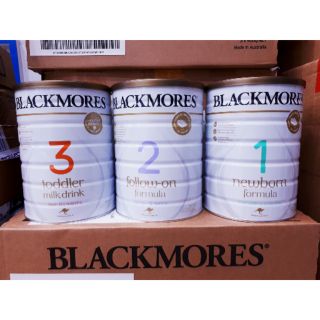 Made in Australia
BLACKMORES®
3
toddler
milk drink
BLACKMORES®
2
follow-on
formula
BLACKMORES
1
newborn
formula
BLACKMORES®